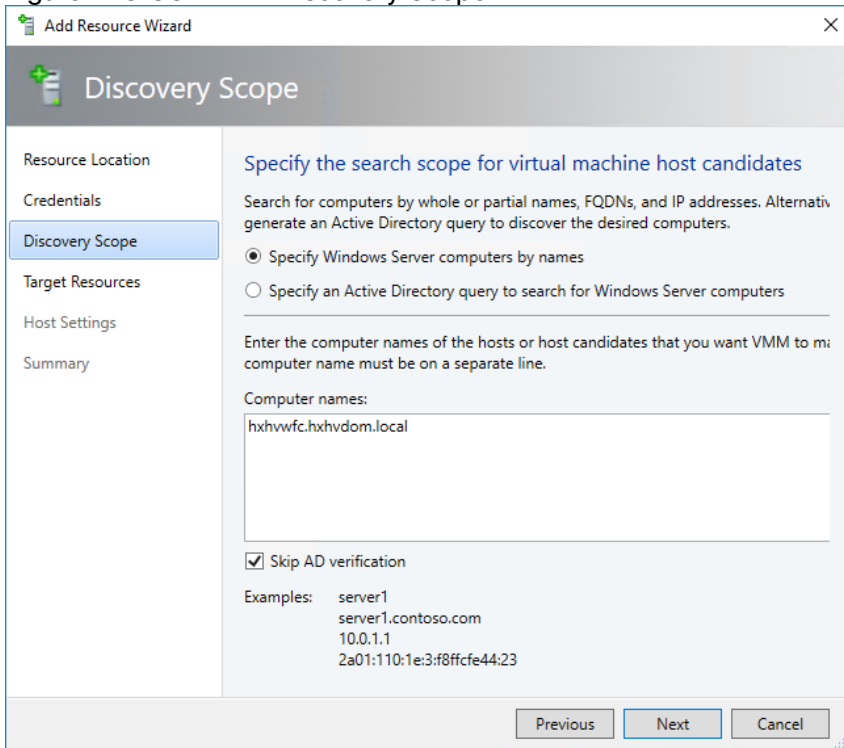 Add Resource Wizard
Discovery Scope
Resource Location
Credentials
Discovery Scope
Target Resources
Host Settings
Summary
Specify the search scope for virtual machine host candidates
Search for computers by whole or partial names, FQDNs, and IP addresses. Alternativ
generate an Active Directory query to discover the desired computers.
Specify Windows Server computers by names
Specify an Active Directory query to search for Windows Server computers
Enter the computer names of the hosts or host candidates that you want VMM to ma
computer name must be on a separate line.
Computer names:
hxhvwfc.hxhvdom.local
Skip AD verification
Examples: server1
server1.contoso.com
10.0.1.1
2a01:110:1e:3:f8ffcfe44:23
Previous Next Cancel